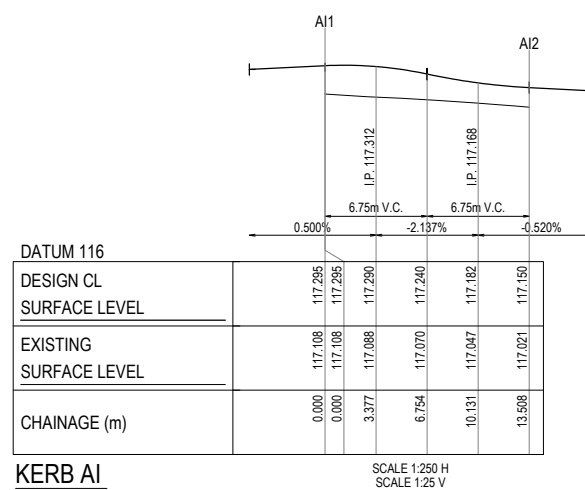 AI1
AI2
I.P. 117.312
I.P. 117.168
6.75m V.C.
6.75m V.C.
0.500%
-2.137%
-0.520%
DATUM 116
DESIGN CL
SURFACE LEVEL
117.295
117.295
117.290
117.240
117.182
117.150
EXISTING
SURFACE LEVEL
117.108
117.108
117.088
117.070
117.047
117.021
CHAINAGE (m)
0.000
0.000
3.377
6.754
10.131
13.508
KERB AI
SCALE 1:250 H
SCALE 1:25 V